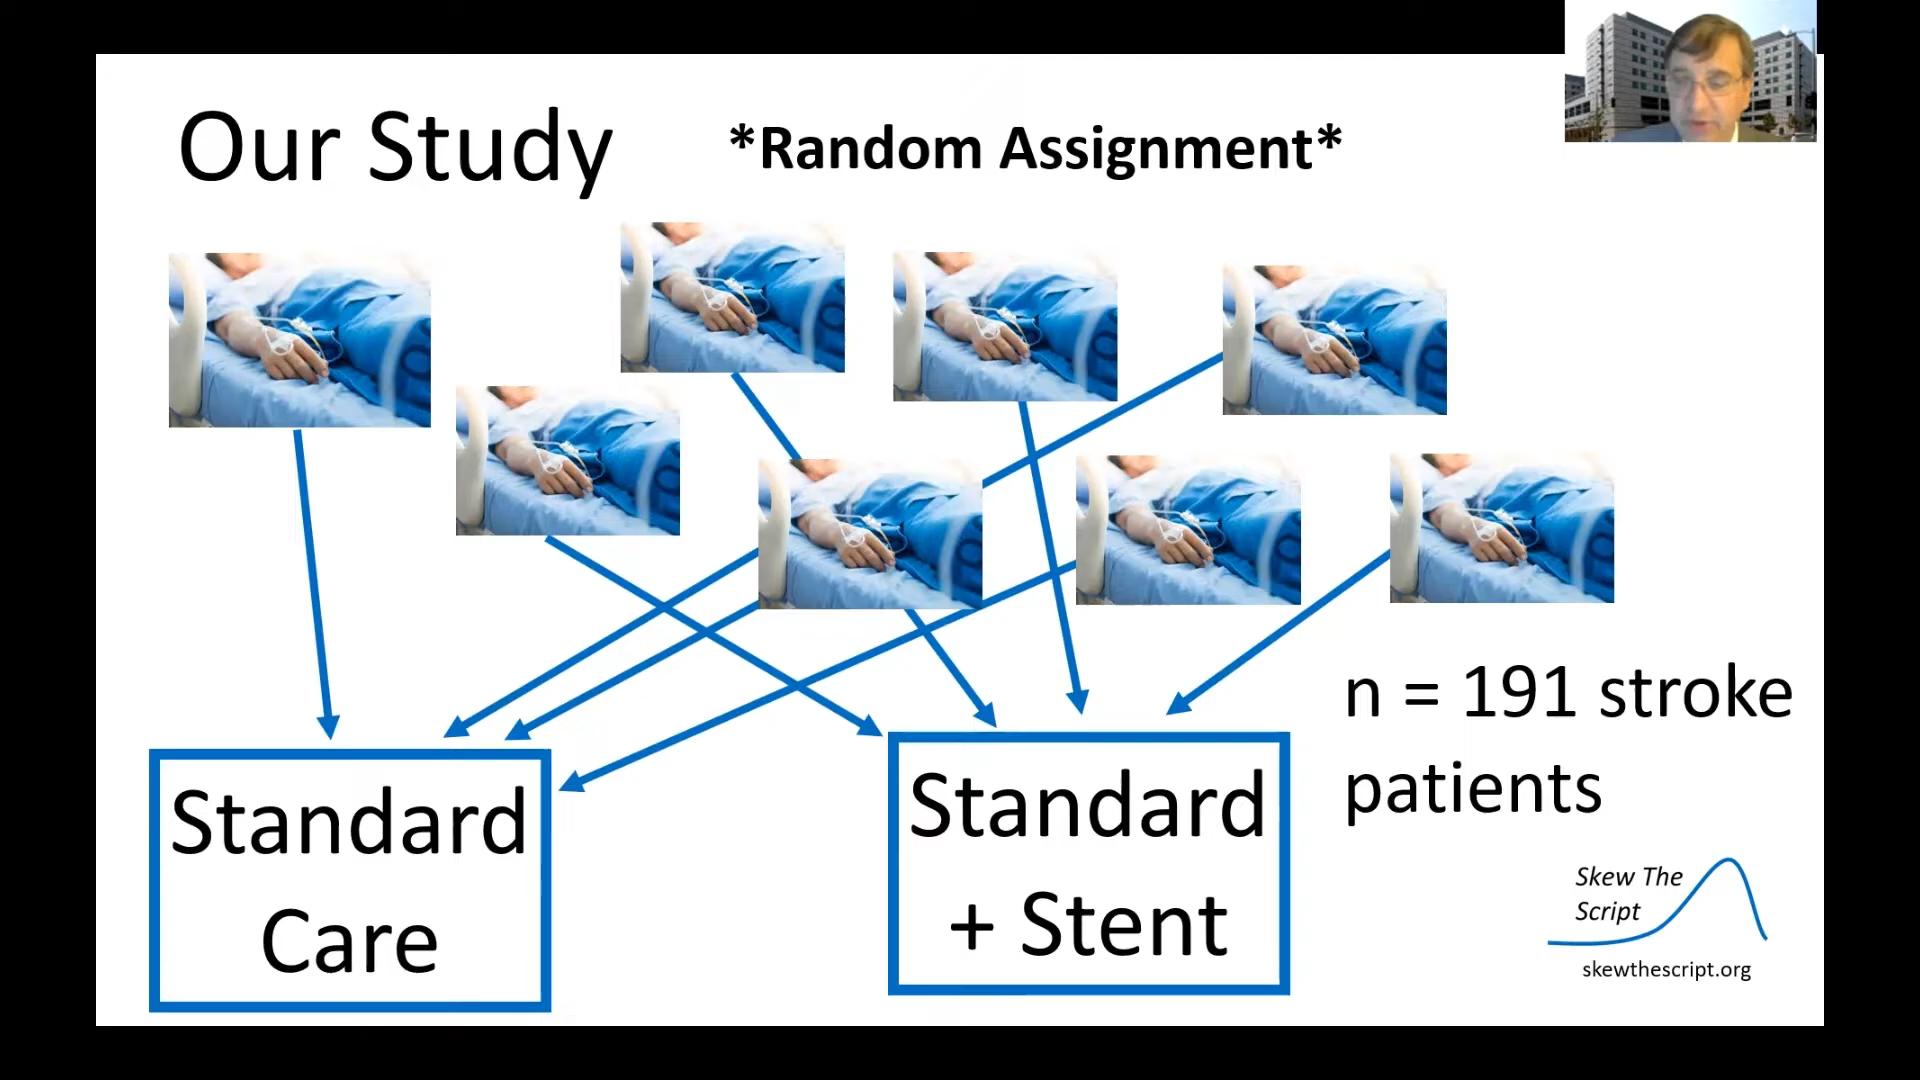 Our Study
*Random Assignment*
Standard
Care
Standard
+ Stent
n = 191 stroke
patients
Skew The
Script
skewthescript.org